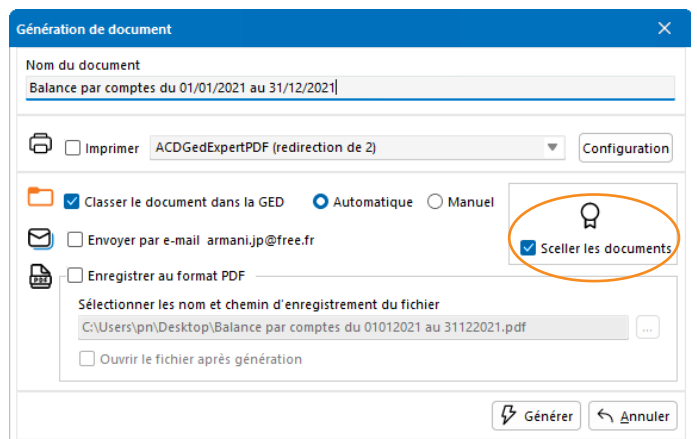 Génération de document
Nom du document
Balance par comptes du 01/01/2021 au 31/12/2021
Imprimer ACDGedExpertPDF (redirection de 2) Configuration
Classer le document dans la GED Automatique Manuel
Sceller les documents
Envoyer par e-mail armani.jp@free.fr
PDF Enregistrer au format PDF
Sélectionner les nom et chemin d'enregistrement du fichier
C:\Users\pn\Desktop\Balance par comptes du 01012021 au 31122021.pdf ...
Ouvrir le fichier après génération
Générer Annuler